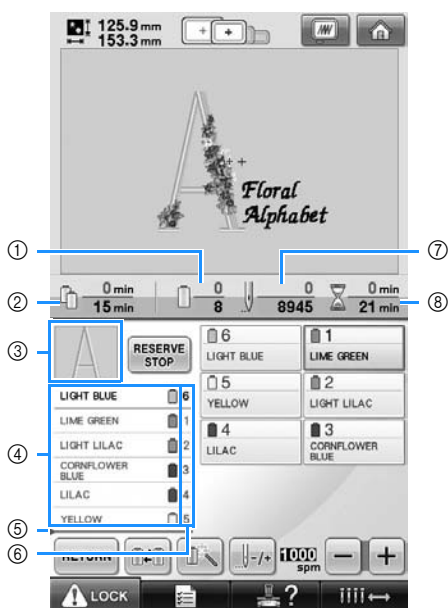 125.9 mm
153.3 mm
Floral
Alphabet
① ⑦
0 min 0 0 0 min
② 15 min 8 8945 21 min ⑧
③ RESERVE
STOP
6 LIGHT BLUE
1 LIME GREEN
5 YELLOW
2 LIGHT LILAC
4 LILAC
3 CORNFLOWER
BLUE
④
LIGHT BLUE 6
LIME GREEN 1
LIGHT LILAC 2
CORNFLOWER
BLUE 3
LILAC 4
YELLOW 5
⑤
⑥
RETURN -/+ 1000 spm - +
LOCK ?